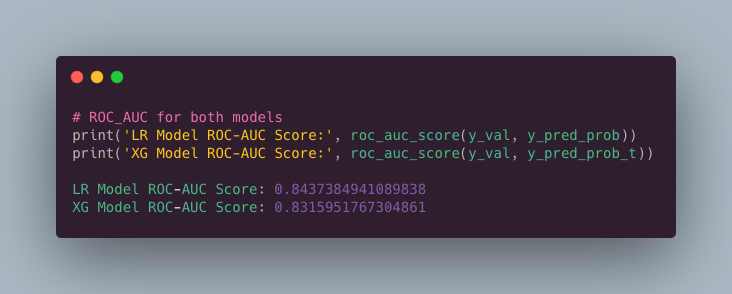 # ROC_AUC for both models
print('LR Model ROC-AUC Score:', roc_auc_score(y_val, y_pred_prob))
print('XG Model ROC-AUC Score:', roc_auc_score(y_val, y_pred_prob_t))
LR Model ROC-AUC Score: 0.8437384941089838
XG Model ROC-AUC Score: 0.8315951767304861